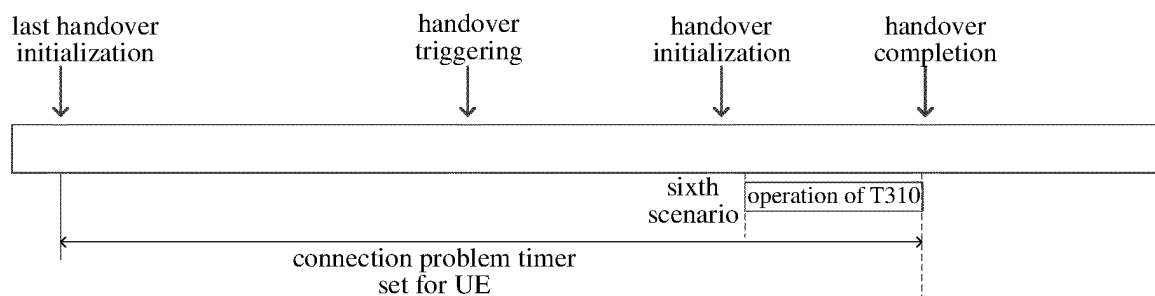 last handover
initialization
handover
triggering
handover
initialization
handover
completion
sixth
scenario
operation of T310
connection problem timer
set for UE